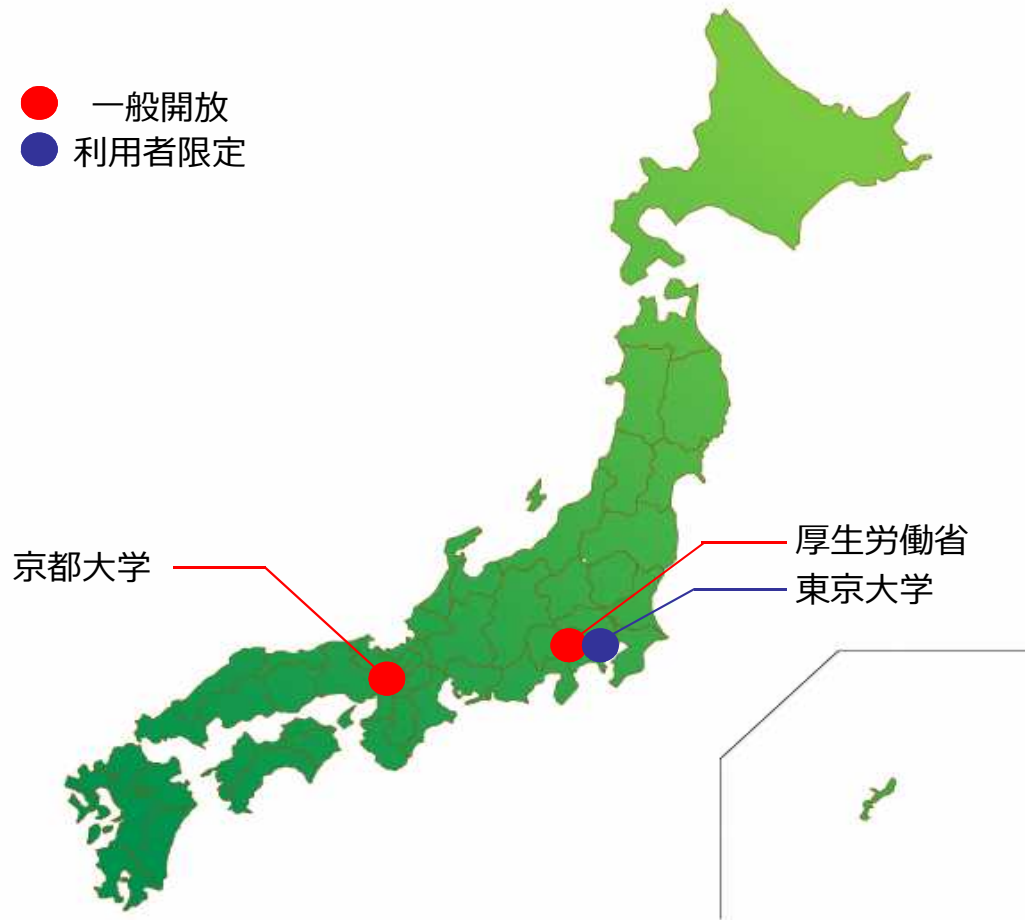 一般開放
利用者限定
厚生労働省
京都大学
東京大学